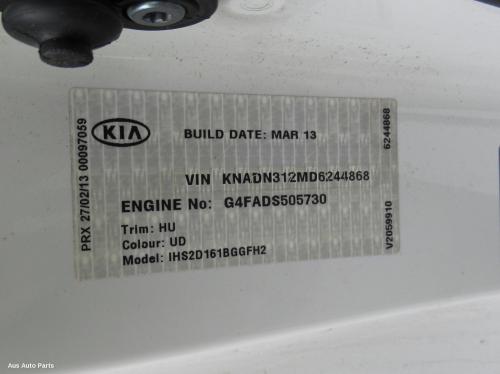 KIA
BUILD DATE: MAR 13
VIN KNADN312MD6244868
ENGINE No: G4FADS505730
Trim: HU
Colour: UD
Model: IHS2D161BGGFH2
PRX 27/02/13 00097059
6244868
V2059910
Aus Auto Parts